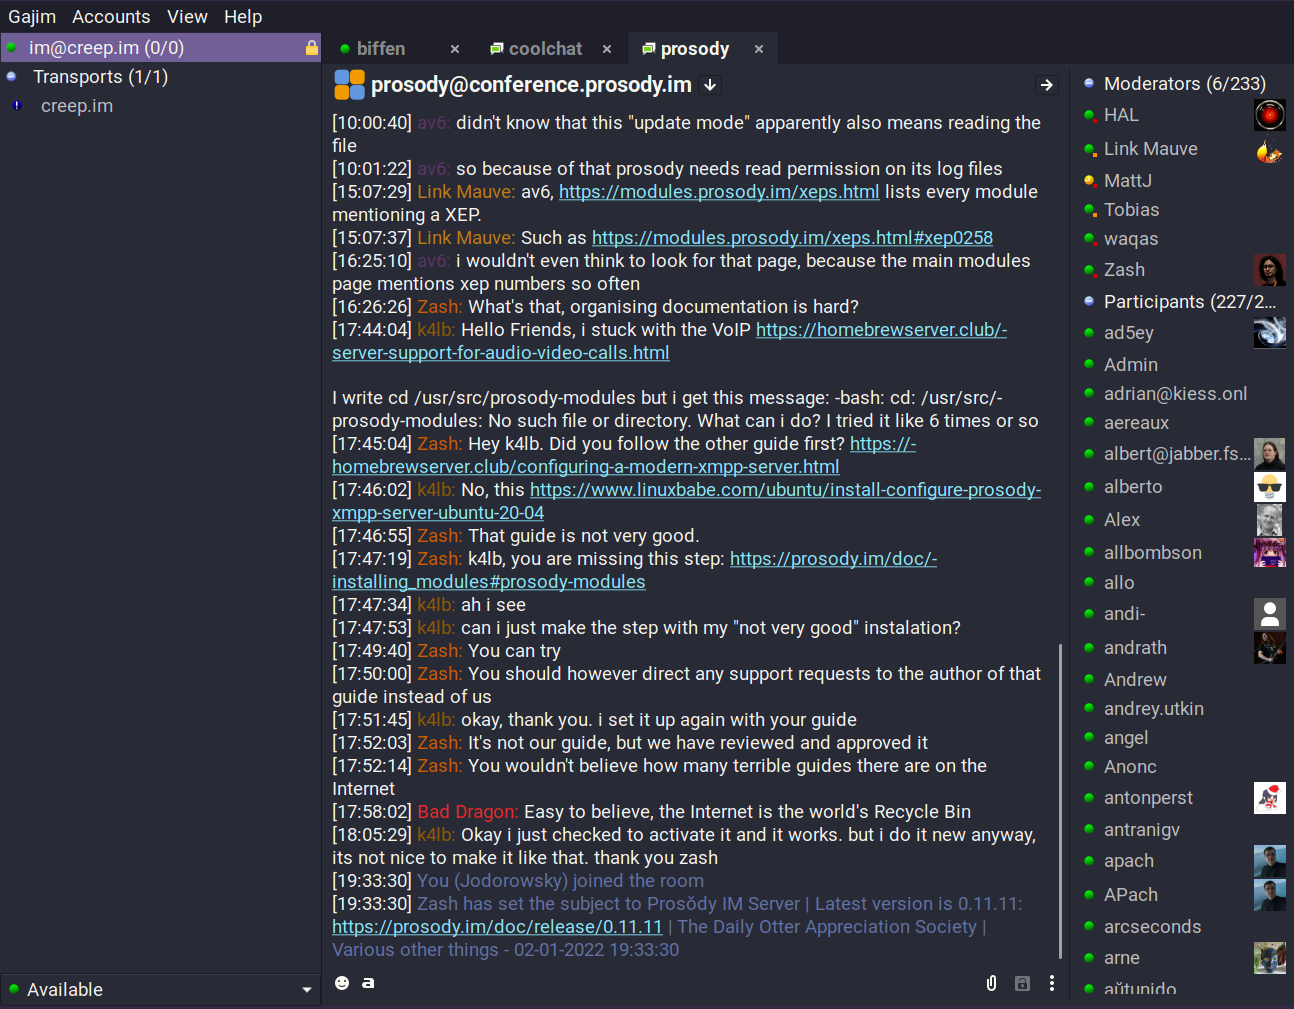 Gajim Accounts View Help
im@creep.im (0/0)
Transports (1/1)
creep.im
Available
biffen
coolchat
prosody
prosody@conference.prosody.im
[10:00:40] av6: didn't know that this "update mode" apparently also means reading the
file
[10:01:22] av6: so because of that prosody needs read permission on its log files
[15:07:29] Link Mauve: av6, https://modules.prosody.im/xeps.html lists every module
mentioning a XEP.
[15:07:37] Link Mauve: Such as https://modules.prosody.im/xeps.html#xep0258
[16:25:10] av6: i wouldn't even think to look for that page, because the main modules
page mentions xep numbers so often
[16:26:26] Zash: What's that, organising documentation is hard?
[17:44:04] k4lb: Hello Friends, i stuck with the VoIP https://homebrewserver.club/-
server-support-for-audio-video-calls.html
I write cd /usr/src/prosody-modules but i get this message: -bash: cd: /usr/src/-
prosody-modules: No such file or directory. What can i do? I tried it like 6 times or so
[17:45:04] Zash: Hey k4lb. Did you follow the other guide first? https://-
homebrewserver.club/configuring-a-modern-xmpp-server.html
[17:46:02] k4lb: No, this https://www.linuxbabe.com/ubuntu/install-configure-prosody-
xmpp-server-ubuntu-20-04
[17:46:55] Zash: That guide is not very good.
[17:47:19] Zash: k4lb, you are missing this step: https://prosody.im/doc/-
installing_modules#prosody-modules
[17:47:34] k4lb: ah i see
[17:47:53] k4lb: can i just make the step with my "not very good" instalation?
[17:49:40] Zash: You can try
[17:50:00] Zash: You should however direct any support requests to the author of that
guide instead of us
[17:51:45] k4lb: okay, thank you. i set it up again with your guide
[17:52:03] Zash: It's not our guide, but we have reviewed and approved it
[17:52:14] Zash: You wouldn't believe how many terrible guides there are on the
Internet
[17:58:02] Bad Dragon: Easy to believe, the Internet is the world's Recycle Bin
[18:05:29] k4lb: Okay i just checked to activate it and it works. but i do it new anyway,
its not nice to make it like that. thank you zash
[19:33:30] You (Jodorowsky) joined the room
[19:33:30] Zash has set the subject to Prosŏdy IM Server | Latest version is 0.11.11:
https://prosody.im/doc/release/0.11.11 | The Daily Otter Appreciation Society |
Various other things - 02-01-2022 19:33:30
a
Moderators (6/233)
HAL
Link Mauve
MattJ
Tobias
waqas
Zash
Participants (227/2...
ad5ey
Admin
adrian@kiess.onl
aereaux
albert@jabber.fs...
alberto
Alex
allbombson
allo
andi-
andrath
Andrew
andrey.utkin
angel
Anonc
antonperst
antranigv
apach
APach
arcseconds
arne
aŭtunido